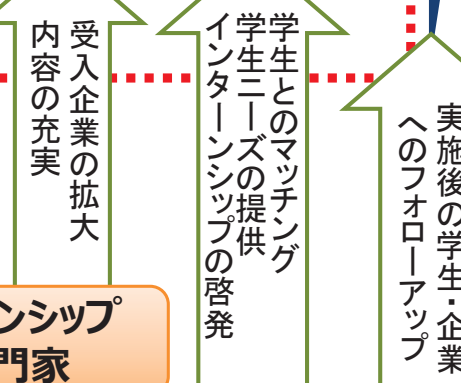 受入企業の拡大
内容の充実
学生とのマッチング
学生ニーズの提供
インターンシップの啓発
実施後の学生・企業
へのフォローアップ
ンシップ
門家